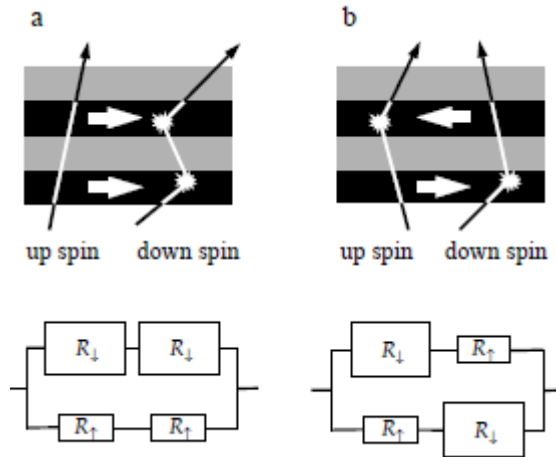 a
b
up spin down spin
up spin down spin
R↓ R↓
R↑ R↑
R↓ R↑
R↑ R↓